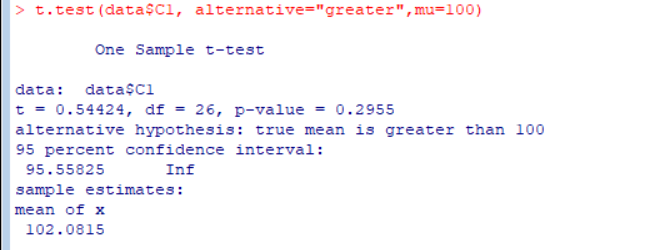 > t.test(data$C1, alternative="greater",mu=100)
One Sample t-test
data:  data$C1
t = 0.54424, df = 26, p-value = 0.2955
alternative hypothesis: true mean is greater than 100
95 percent confidence interval:
95.55825      Inf
sample estimates:
mean of x
102.0815